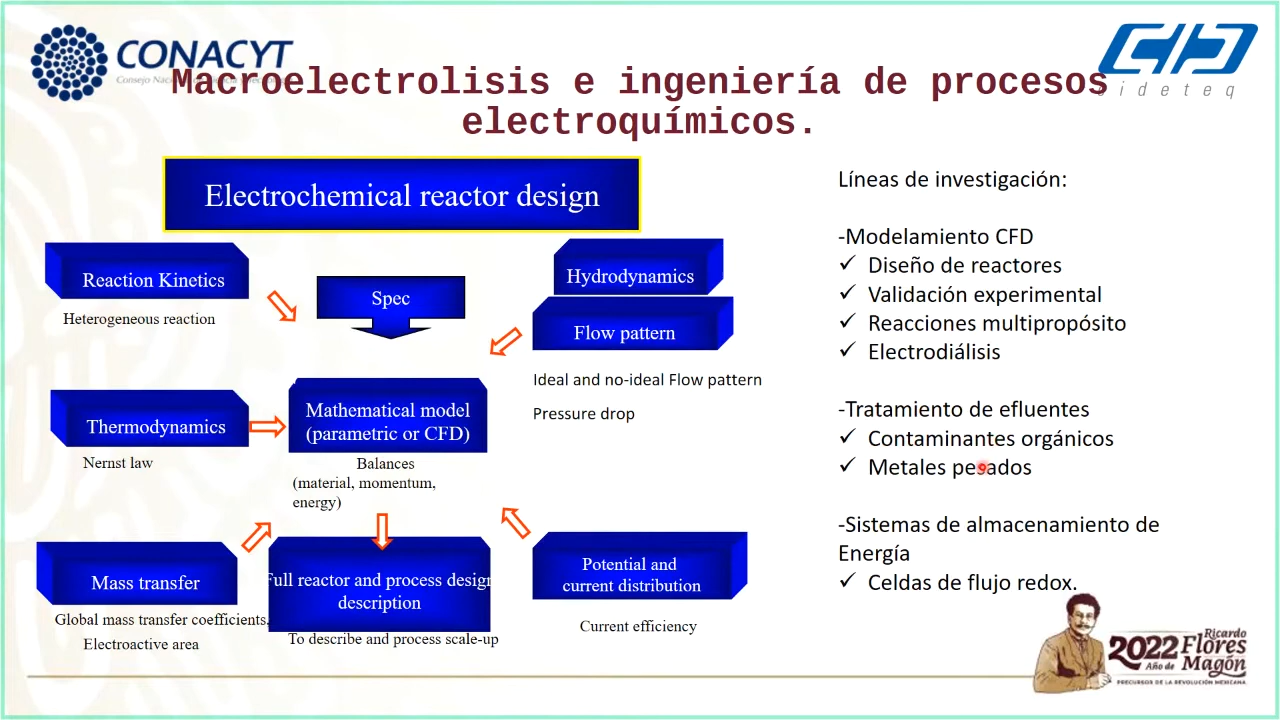 CONACYT
Consejo Nac
sideteq
Macroelectrolisis e ingeniería de procesos
electroquímicos.
Electrochemical reactor design
Reaction Kinetics
Heterogeneous reaction
Spec
Hydrodynamics
Flow pattern
Ideal and no-ideal Flow pattern
Pressure drop
Thermodynamics
Nernst law
Mathematical model
(parametric or CFD)
Balances
(material, momentum,
energy)
Mass transfer
Global mass transfer coefficients,
Electroactive area
Full reactor and process design
description
To describe and process scale-up
Potential and
current distribution
Current efficiency
Líneas de investigación:
-Modelamiento CFD
✓ Diseño de reactores
✓ Validación experimental
✓ Reacciones multipropósito
✓ Electrodiálisis
-Tratamiento de efluentes
✓ Contaminantes orgánicos
✓ Metales pesados
-Sistemas de almacenamiento de
Energía
✓ Celdas de flujo redox.
2022 Ricardo
Flores
Año de Magón
PRECURSOR DE LA REVOLUCIÓN MEXICANA